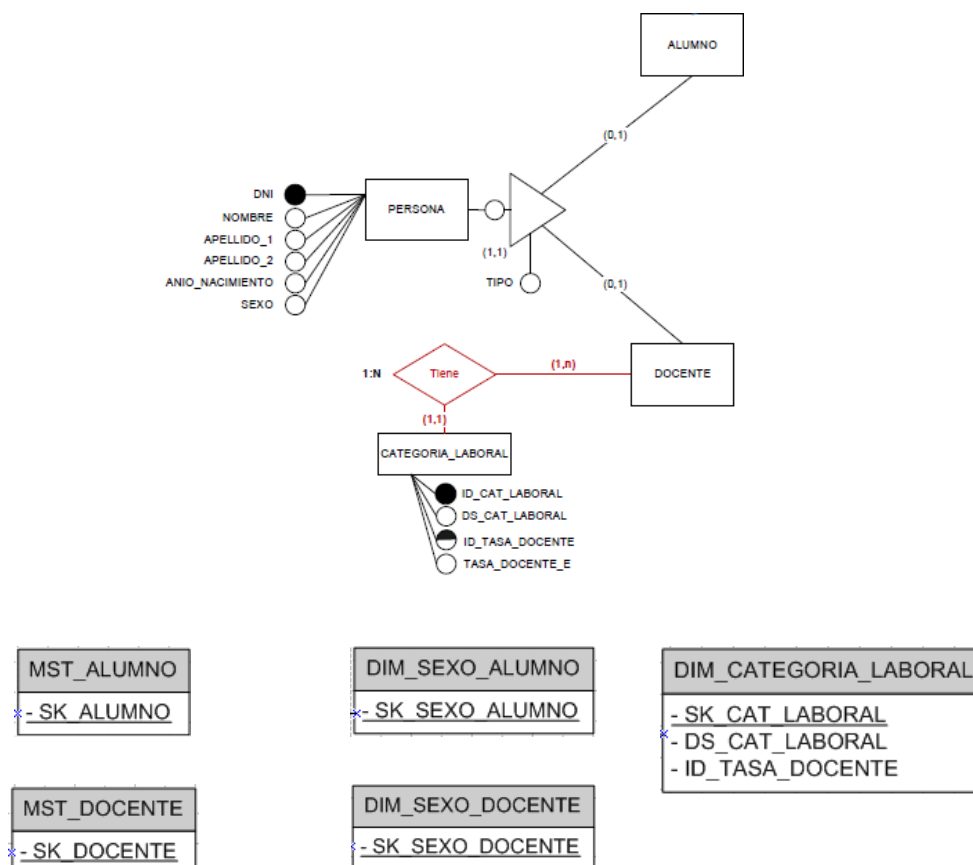 ALUMNO
(0,1)
DNI
NOMBRE
APELLIDO_1
APELLIDO_2
ANIO_NACIMIENTO
SEXO
PERSONA
(1,1)
TIPO
(0,1)
1:N
Tiene
(1,n)
DOCENTE
(1,1)
CATEGORIA_LABORAL
ID_CAT_LABORAL
DS_CAT_LABORAL
ID_TASA_DOCENTE
TASA_DOCENTE_E
MST_ALUMNO
- SK_ALUMNO
DIM_SEXO_ALUMNO
- SK_SEXO_ALUMNO
DIM_CATEGORIA_LABORAL
- SK_CAT_LABORAL
- DS_CAT_LABORAL
- ID_TASA_DOCENTE
MST_DOCENTE
- SK_DOCENTE
DIM_SEXO_DOCENTE
- SK_SEXO_DOCENTE